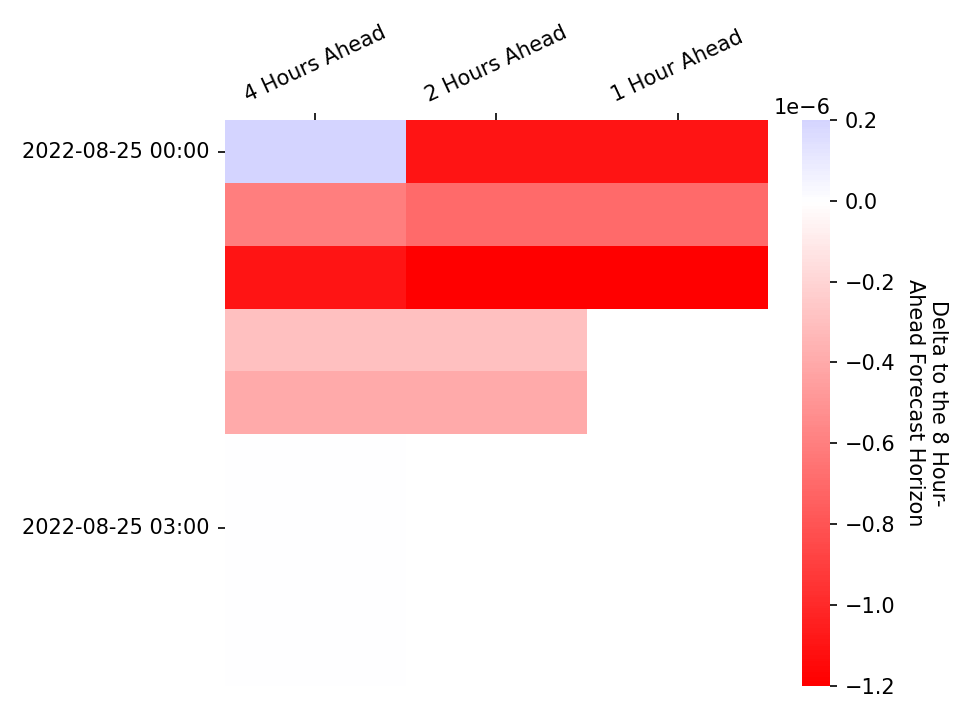 4 Hours Ahead
2 Hours Ahead
1 Hour Ahead
1e−6
2022-08-25 00:00
2022-08-25 03:00
0.2
0.0
−0.2
−0.4
−0.6
−0.8
−1.0
−1.2
Delta to the 8 Hour-
Ahead Forecast Horizon